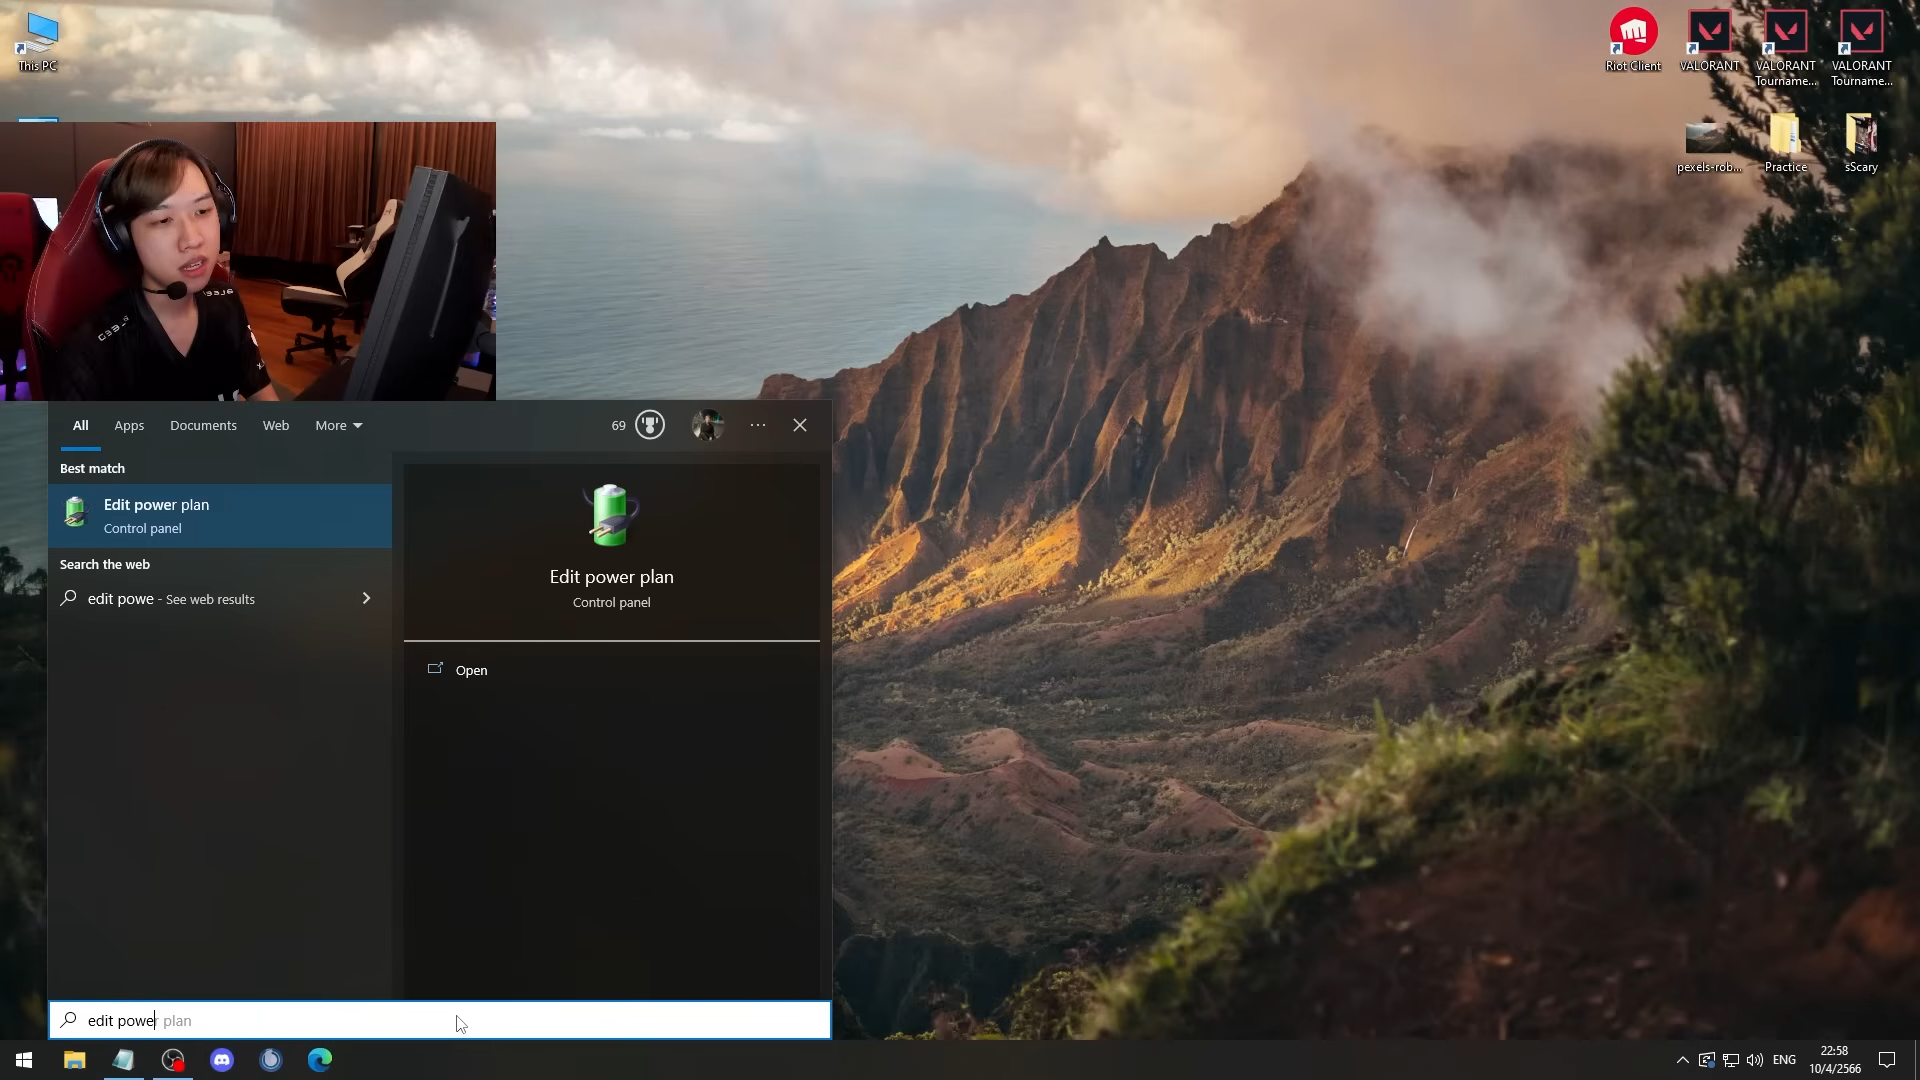 This PC
Riot Client
VALORANT
VALORANT
Tourname...
VALORANT
Tourname...
pexels-rob...
Practice
sScary
All
Apps
Documents
Web
More
69
Best match
Edit power plan
Control panel
Search the web
edit powe - See web results
Edit power plan
Control panel
Open
edit power plan
ENG
22:58
10/4/2566